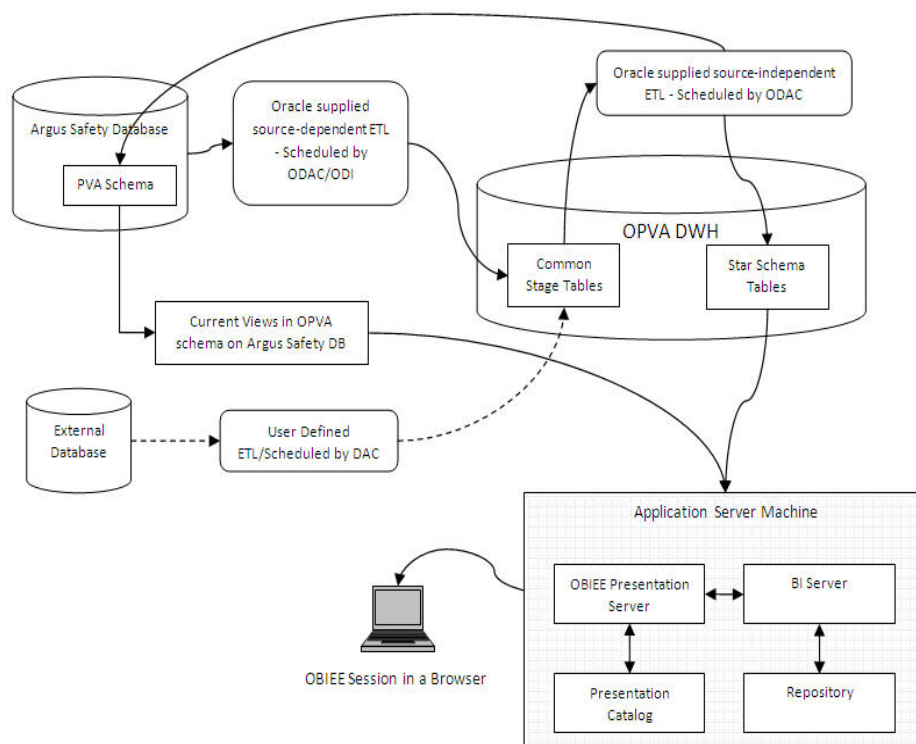 Oracle supplied source-independent
ETL - Scheduled by ODAC
Argus Safety Database
PVA Schema
Oracle supplied
source-dependent ETL
- Scheduled by
ODAC/ODI
OPVA DWH
Common
Stage Tables
Star Schema
Tables
Current Views in OPVA
schema on Argus Safety DB
External
Database
User Defined
ETL/Scheduled by DAC
Application Server Machine
OBIEE Presentation
Server
BI Server
Presentation
Catalog
Repository
OBIEE Session in a Browser